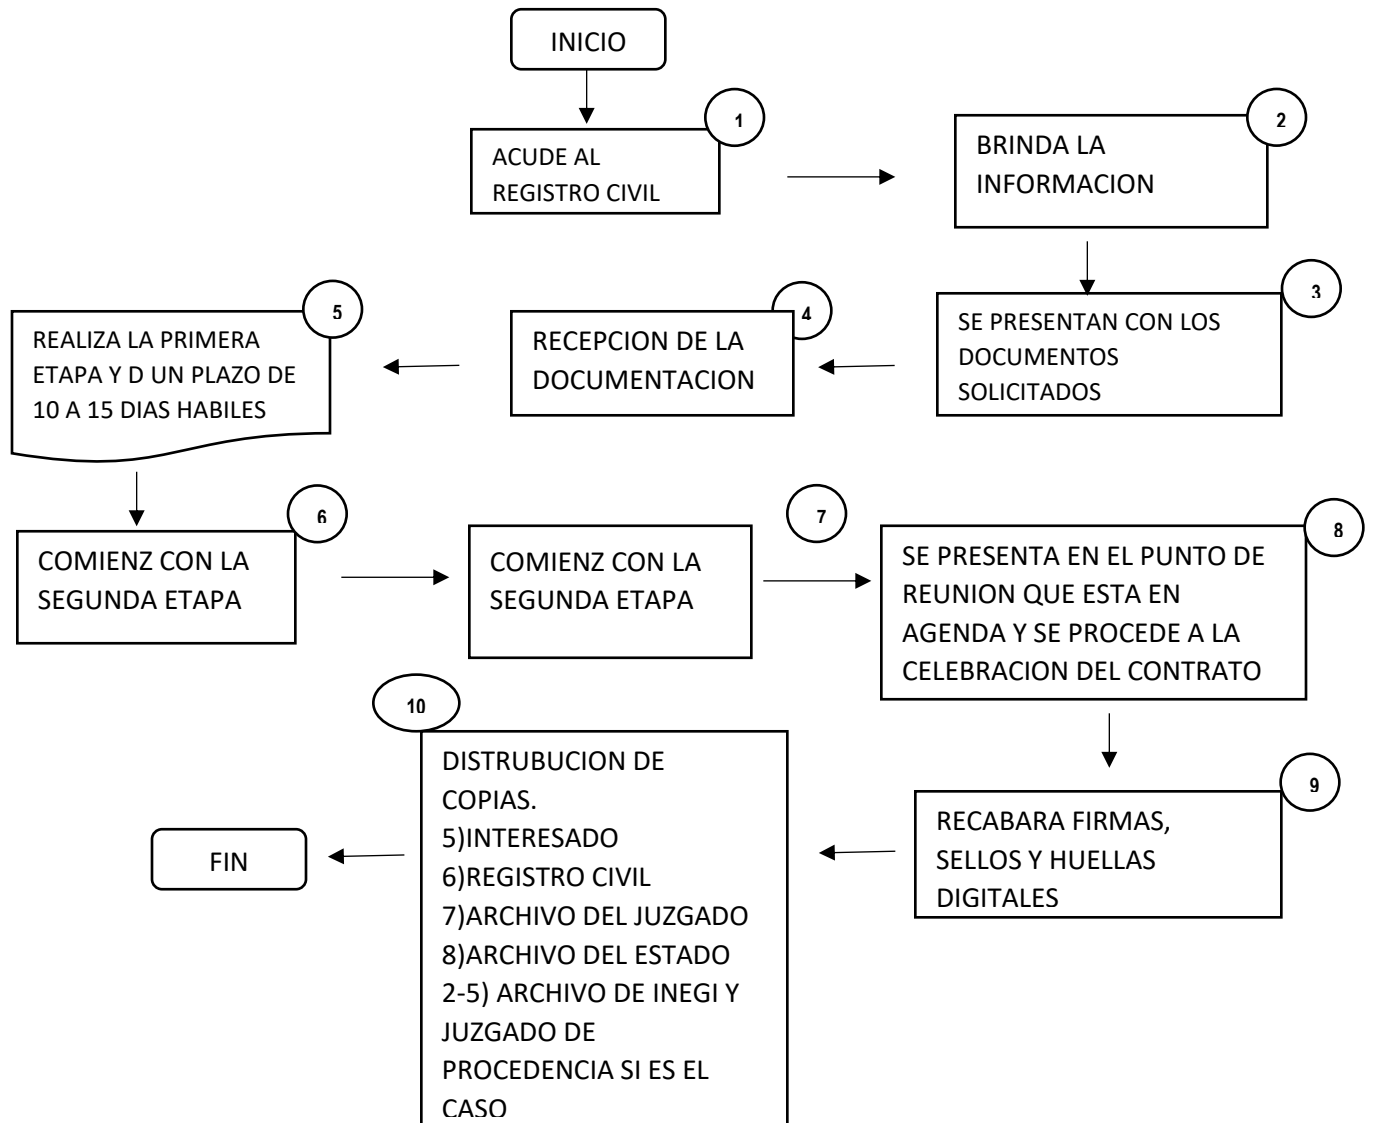 INICIO
1
ACUDE AL
REGISTRO CIVIL
2
BRINDA LA
INFORMACION
3
SE PRESENTAN CON LOS
DOCUMENTOS
SOLICITADOS
4
RECEPCION DE LA
DOCUMENTACION
5
REALIZA LA PRIMERA
ETAPA Y D UN PLAZO DE
10 A 15 DIAS HABILES
6
COMIENZ CON LA
SEGUNDA ETAPA
7
COMIENZ CON LA
SEGUNDA ETAPA
8
SE PRESENTA EN EL PUNTO DE
REUNION QUE ESTA EN
AGENDA Y SE PROCEDE A LA
CELEBRACION DEL CONTRATO
9
RECABARA FIRMAS,
SELLOS Y HUELLAS
DIGITALES
10
DISTRUBUCION DE
COPIAS.
5)INTERESADO
6)REGISTRO CIVIL
7)ARCHIVO DEL JUZGADO
8)ARCHIVO DEL ESTADO
2-5) ARCHIVO DE INEGI Y
JUZGADO DE
PROCEDENCIA SI ES EL
CASO
FIN